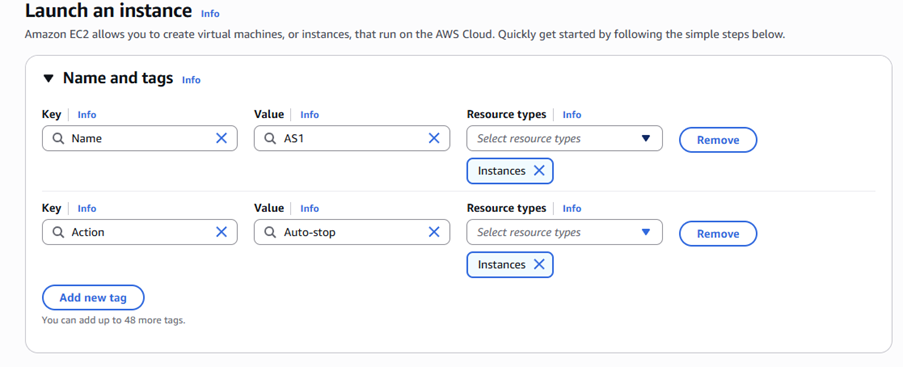 Launch an instance Info
Amazon EC2 allows you to create virtual machines, or instances, that run on the AWS Cloud. Quickly get started by following the simple steps below.
Name and tags Info
Key Info Value Info Resource types Info
Name AS1 Select resource types Remove
Instances
Key Info Value Info Resource types Info
Action Auto-stop Select resource types Remove
Instances
Add new tag
You can add up to 48 more tags.